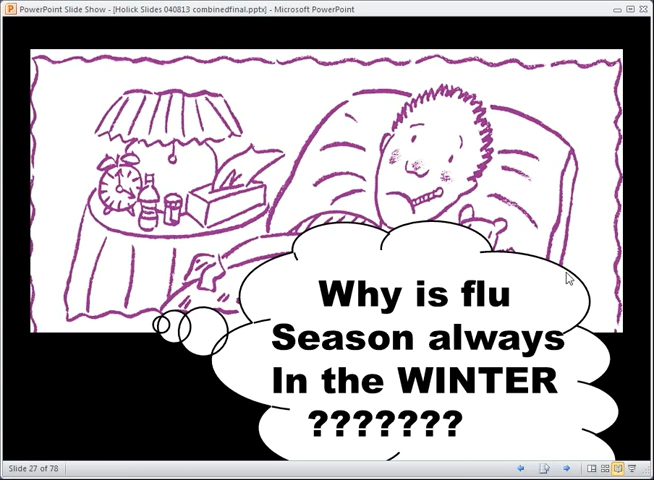 PowerPoint Slide Show - [Holick Slides 040813 combinedfinal.pptx] - Microsoft PowerPoint
Why is flu
Season always
In the WINTER
???????
Slide 27 of 78